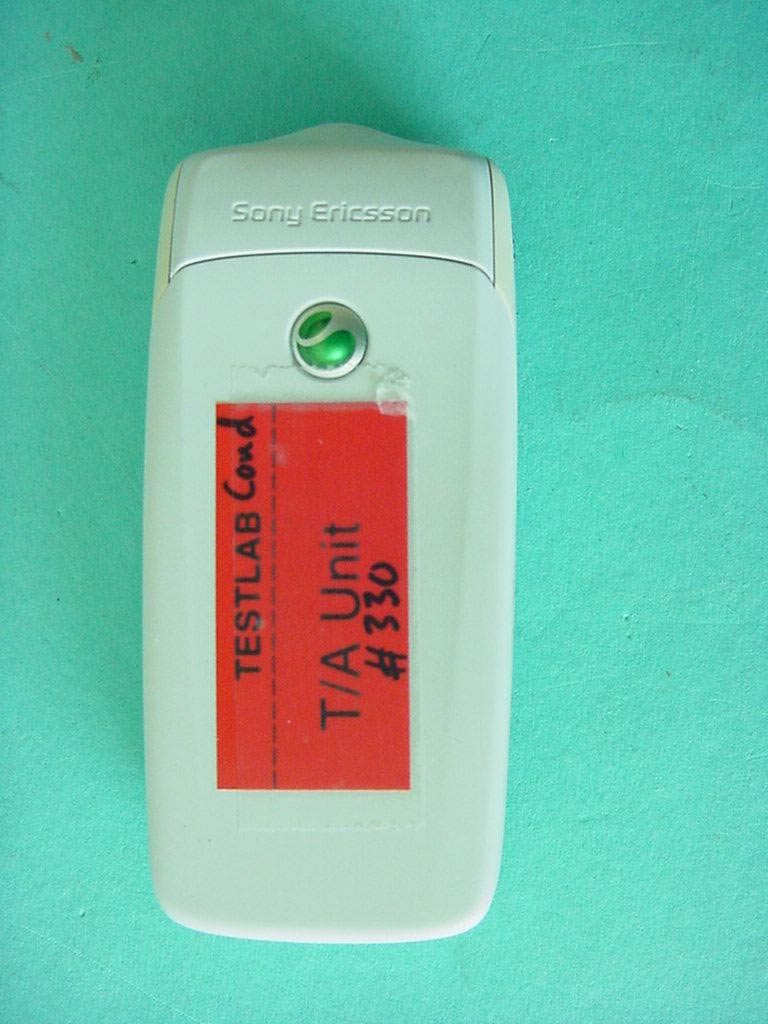 Sony Ericsson
TESTLAB Cond
T/A Unit
#330